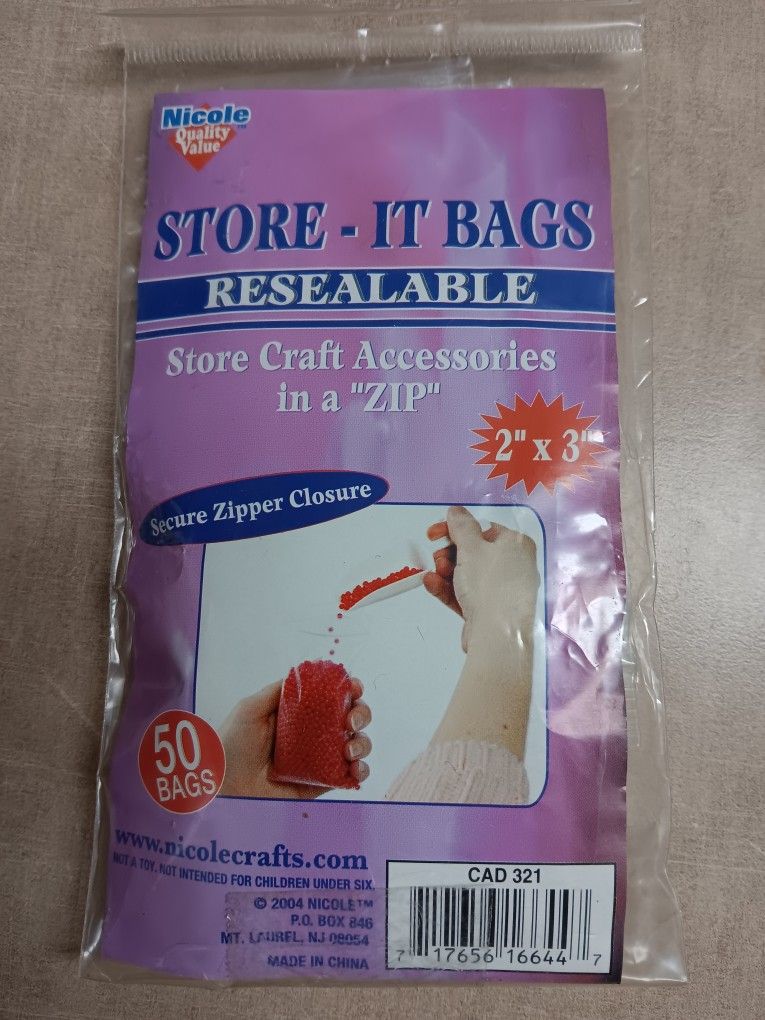 Nicole™
Quality
Value
STORE - IT BAGS
RESEALABLE
Store Craft Accessories
in a "ZIP"
2" x 3"
Secure Zipper Closure
50
BAGS
www.nicolecrafts.com
NOT A TOY. NOT INTENDED FOR CHILDREN UNDER SIX.
© 2004 NICOLE™
P.O. BOX 846
MT. LAUREL, NJ 08054
MADE IN CHINA
CAD 321
7 17656 16644 7